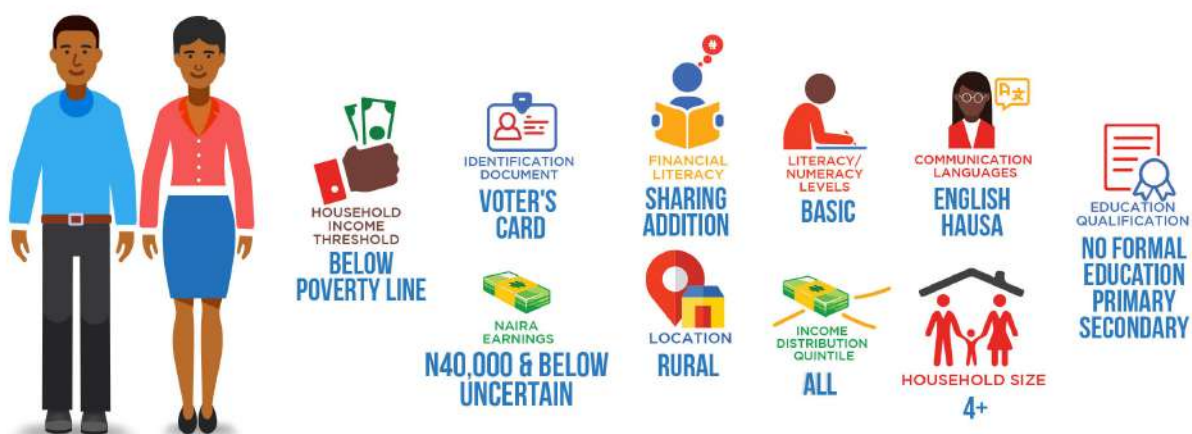 HOUSEHOLD
INCOME
THRESHOLD
BELOW
POVERTY LINE
IDENTIFICATION
DOCUMENT
VOTER'S
CARD
FINANCIAL
LITERACY
SHARING
ADDITION
LITERACY/
NUMERACY
LEVELS
BASIC
A文
COMMUNICATION
LANGUAGES
ENGLISH
HAUSA
EDUCATION
QUALIFICATION
NO FORMAL
EDUCATION
PRIMARY
SECONDARY
NAIRA
EARNINGS
N40,000 & BELOW
UNCERTAIN
LOCATION
RURAL
INCOME
DISTRIBUTION
QUINTILE
ALL
HOUSEHOLD SIZE
4+